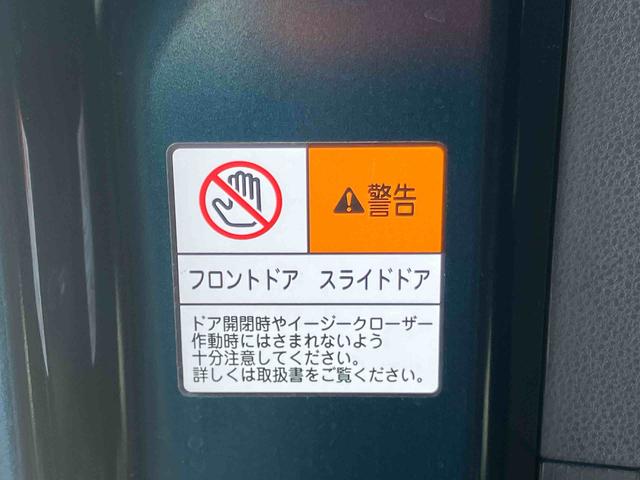 警告
フロントドア　スライドドア
ドア開閉時やイージークローザー
作動時にはさまれないよう
十分注意してください。
詳しくは取扱書をご覧ください。